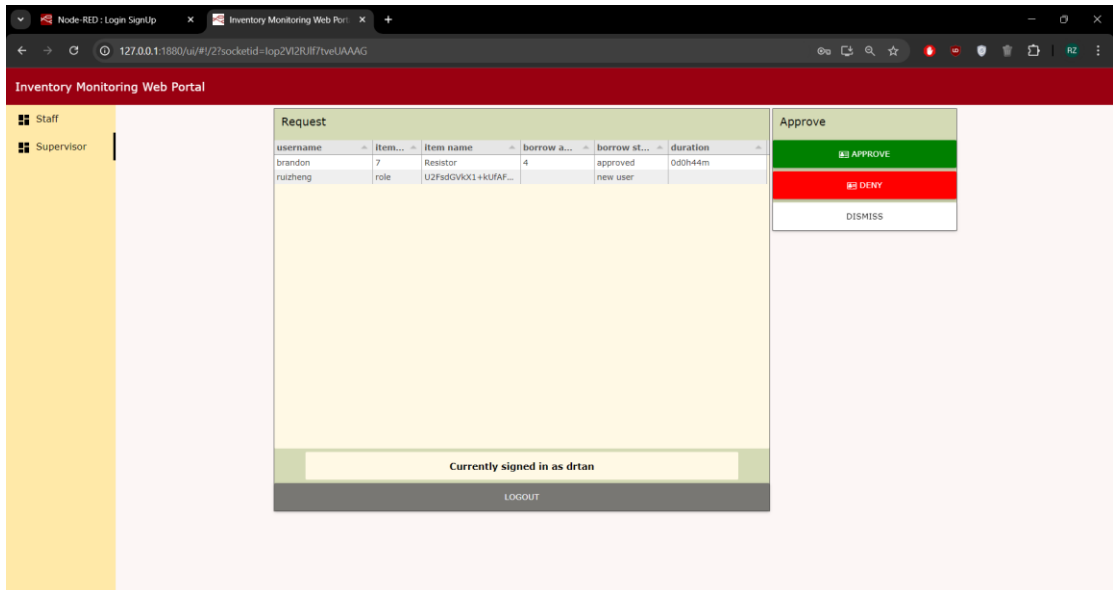 Node-RED : Login SignUp
Inventory Monitoring Web Port
127.0.0.1:1880/ui/#!/2?socketid=Iop2VI2RJlf7tveUAAAG
RZ
Inventory Monitoring Web Portal
Staff
Supervisor
Request
username item... item name borrow a... borrow st... duration
brandon 7 Resistor 4 approved 0d0h44m
ruizheng role U2FsdGVkX1+kUfAF... new user
Currently signed in as drtan
LOGOUT
Approve
APPROVE
DENY
DISMISS